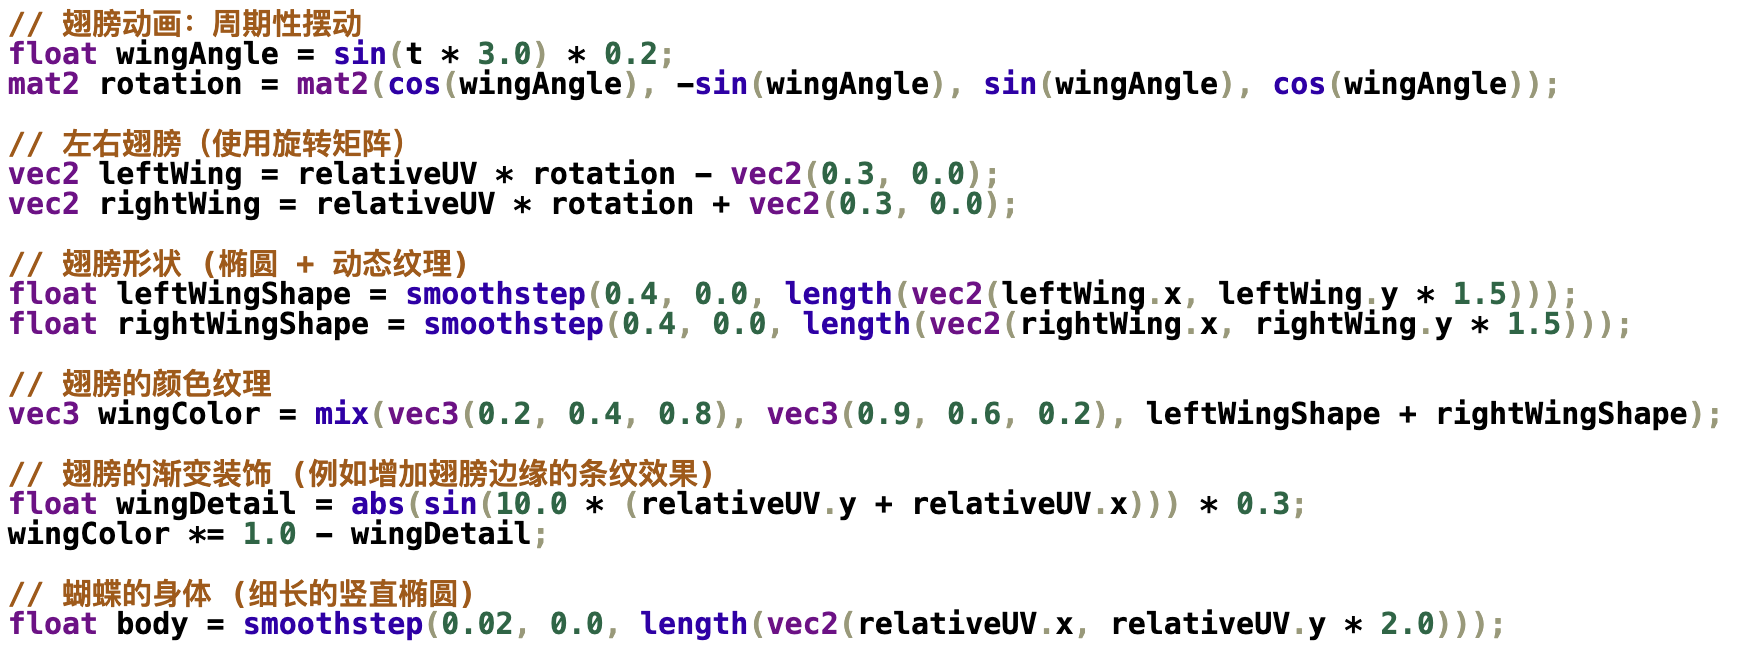 // 翅膀动画：周期性摆动
float wingAngle = sin(t * 3.0) * 0.2;
mat2 rotation = mat2(cos(wingAngle), -sin(wingAngle), sin(wingAngle), cos(wingAngle));
// 左右翅膀（使用旋转矩阵）
vec2 leftWing = relativeUV * rotation - vec2(0.3, 0.0);
vec2 rightWing = relativeUV * rotation + vec2(0.3, 0.0);
// 翅膀形状 (椭圆 + 动态纹理)
float leftWingShape = smoothstep(0.4, 0.0, length(vec2(leftWing.x, leftWing.y * 1.5)));
float rightWingShape = smoothstep(0.4, 0.0, length(vec2(rightWing.x, rightWing.y * 1.5)));
// 翅膀的颜色纹理
vec3 wingColor = mix(vec3(0.2, 0.4, 0.8), vec3(0.9, 0.6, 0.2), leftWingShape + rightWingShape);
// 翅膀的渐变装饰 (例如增加翅膀边缘的条纹效果)
float wingDetail = abs(sin(10.0 * (relativeUV.y + relativeUV.x))) * 0.3;
wingColor *= 1.0 - wingDetail;
// 蝴蝶的身体 (细长的竖直椭圆)
float body = smoothstep(0.02, 0.0, length(vec2(relativeUV.x, relativeUV.y * 2.0)));